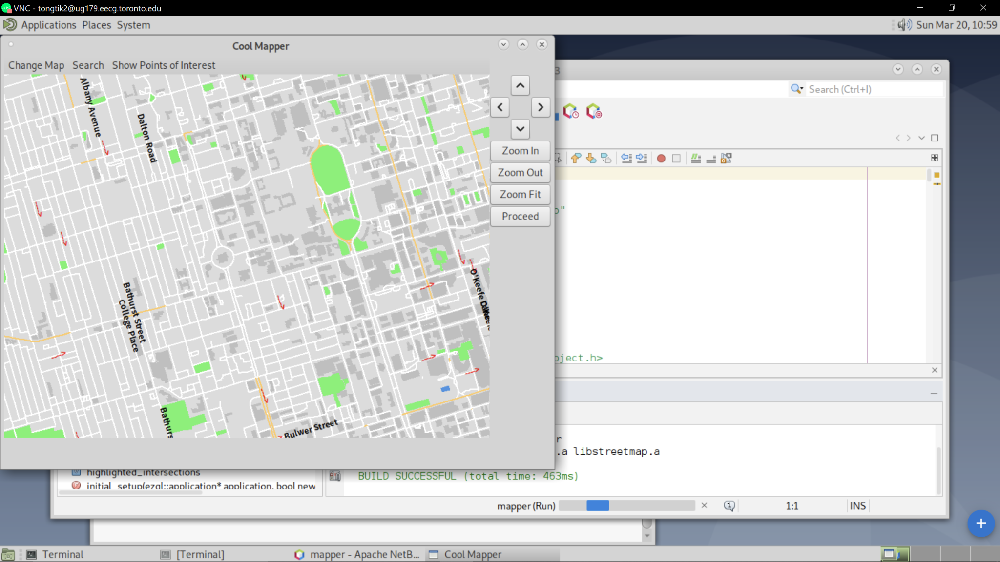 VNC - tongtik2@ug179.eecg.toronto.edu
Applications Places System
Sun Mar 20, 10:59
Cool Mapper
3
Change Map Search Show Points of Interest
Search (Ctrl+I)
Albany Avenue
Dalton Road
Zoom In
Zoom Out
Zoom Fit
Proceed
O'Keefe
Bathurst Street
College Place
Bathurs
Bulwer Street
"
oject.h>
r
.a libstreetmap.a
highlighted_intersections
BUILD SUCCESSFUL (total time: 463ms)
initial_setup(ezgl::application* application, bool new
mapper (Run)
1
1:1
INS
+
Terminal
[Terminal]
mapper - Apache NetB...
Cool Mapper